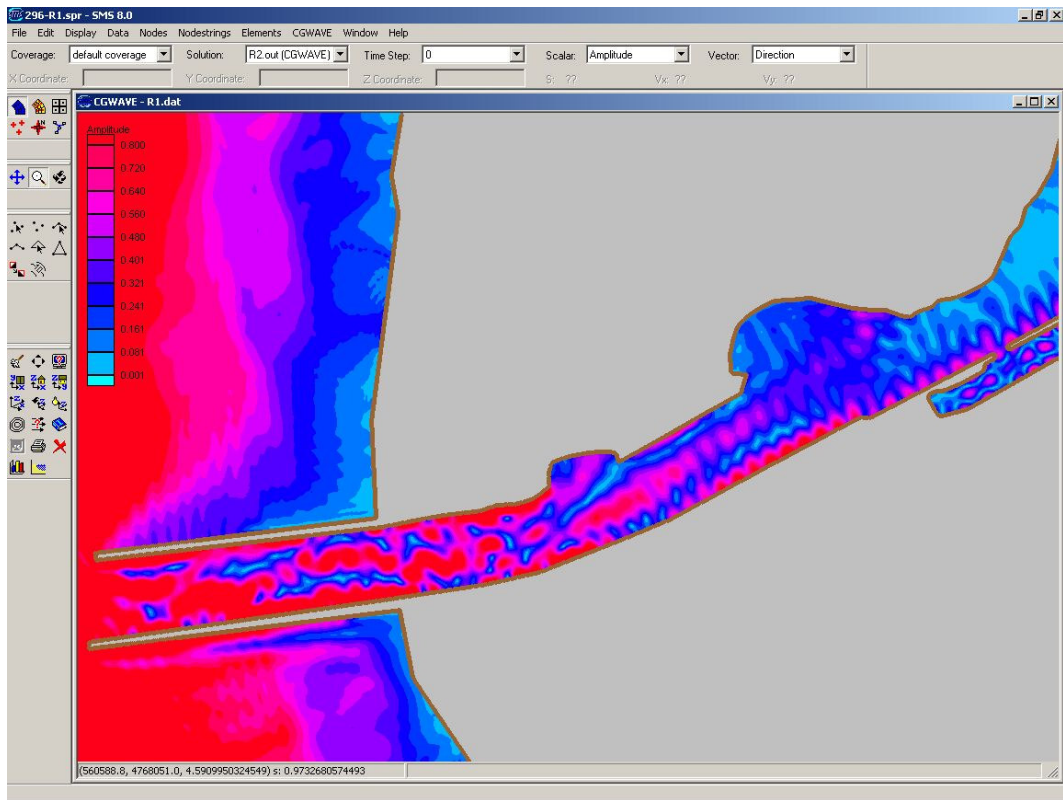 296-R1.spr - SMS 8.0
File Edit Display Data Nodes Nodestrings Elements CGWAVE Window Help
Coverage: default coverage Solution: R2.out (CGWAVE) Time Step: 0 Scalar: Amplitude Vector: Direction
X Coordinate: Y Coordinate: Z Coordinate: S: ?? Vx: ?? Vy: ??
CGWAVE - R1.dat
Amplitude
0.800
0.720
0.640
0.560
0.480
0.401
0.321
0.241
0.161
0.081
0.001
(560588.8, 4768051.0, 4.5909950324549) s: 0.9732680574493